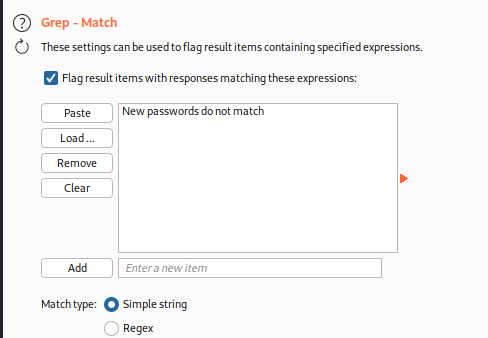 Grep - Match
These settings can be used to flag result items containing specified expressions.
Flag result items with responses matching these expressions:
Paste
New passwords do not match
Load ...
Remove
Clear
Add
Enter a new item
Match type:
Simple string
Regex